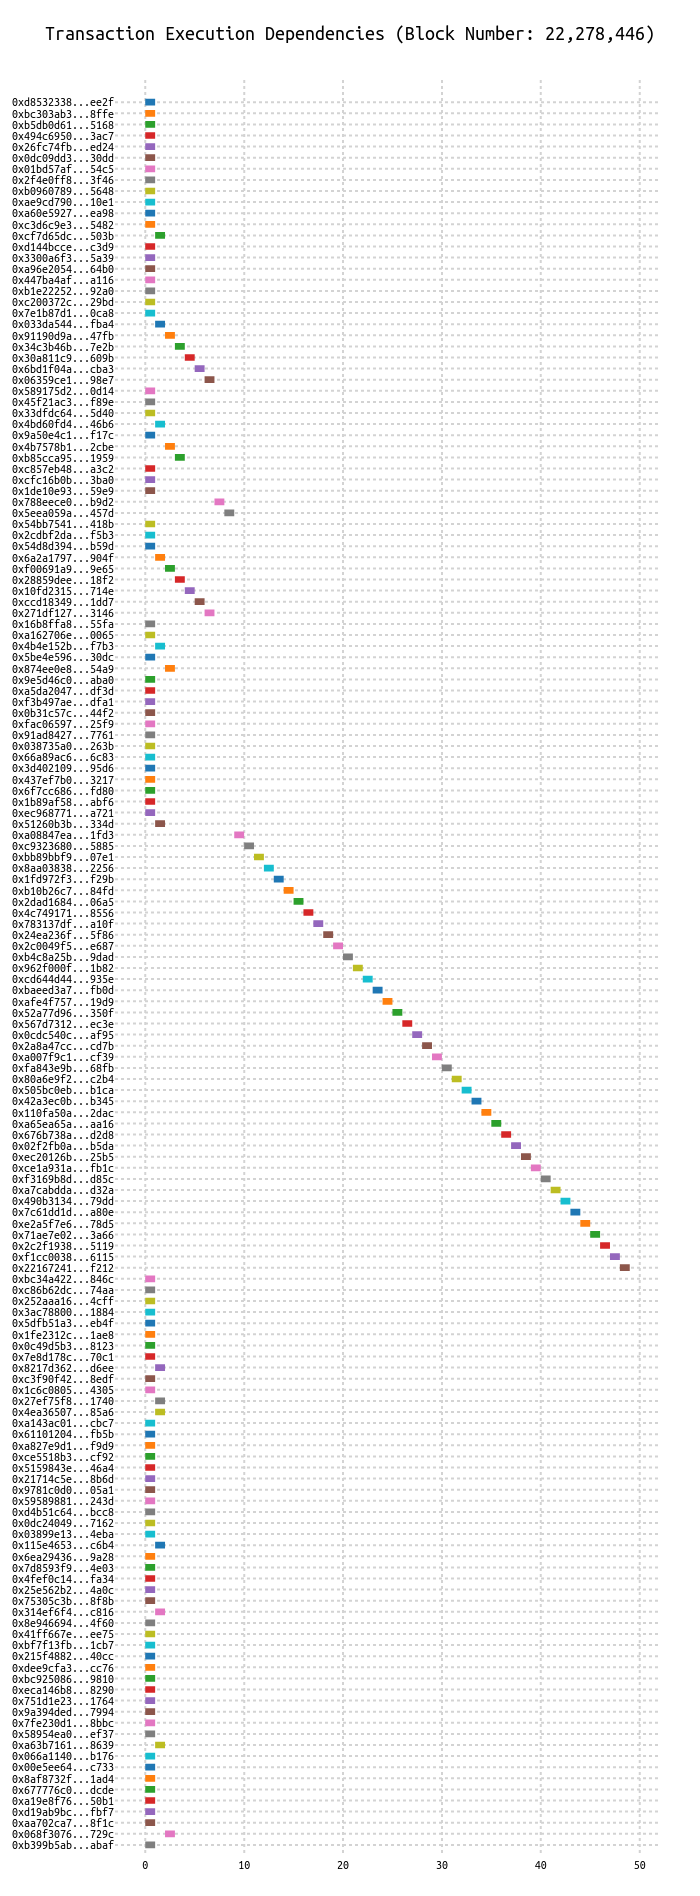 Transaction Execution Dependencies (Block Number: 22,278,446)
0xd8532338...ee2f
0xbc303ab3...8ffe
0xb5db0d61...5168
0x494c6950...3ac7
0x26fc74fb...ed24
0x0dc09dd3...30dd
0x01bd57af...54c5
0x2f4e0ff8...3f46
0xb0960789...5648
0xae9cd790...10e1
0xa60e5927...ea98
0xc3d6c9e3...5482
0xcf7d65dc...503b
0xd144bcce...c3d9
0x3300a6f3...5a39
0xa96e2054...64b0
0x447ba4af...a116
0xb1e22252...92a0
0xc200372c...29bd
0x7e1b87d1...0ca8
0x033da544...fba4
0x91190d9a...47fb
0x34c3b46b...7e2b
0x30a811c9...609b
0x6bd1f04a...cba3
0x06359ce1...98e7
0x589175d2...0d14
0x45f21ac3...f89e
0x33dfdc64...5d40
0x4bd60fd4...46b6
0x9a50e4c1...f17c
0x4b7578b1...2cbe
0xb85cca95...1959
0xc857eb48...a3c2
0xcfc16b0b...3ba0
0x1de10e93...59e9
0x788eece0...b9d2
0x5eea059a...457d
0x54bb7541...418b
0x2cdbf2da...f5b3
0x54d8d394...b59d
0x6a2a1797...904f
0xf00691a9...9e65
0x28859dee...18f2
0x10fd2315...714e
0xccd18349...1dd7
0x271df127...3146
0x16b8ffa8...55fa
0xa162706e...0065
0x4b4e152b...f7b3
0x5be4e596...30dc
0x874ee0e8...54a9
0x9e5d46c0...aba0
0xa5da2047...df3d
0xf3b497ae...dfa1
0x0b31c57c...44f2
0xfac06597...25f9
0x91ad8427...7761
0x038735a0...263b
0x66a89ac6...6c83
0x3d402109...95d6
0x437ef7b0...3217
0x6f7cc686...fd80
0x1b89af58...abf6
0xec968771...a721
0x51260b3b...334d
0xa08847ea...1fd3
0xc9323680...5885
0xbb89bbf9...07e1
0x8aa03838...2256
0x1fd972f3...f29b
0xb10b26c7...84fd
0x2dad1684...06a5
0x4c749171...8556
0x783137df...a10f
0x24ea236f...5f86
0x2c0049f5...e687
0xb4c8a25b...9dad
0x962f000f...1b82
0xcd644d44...935e
0xbaeed3a7...fb0d
0xafe4f757...19d9
0x52a77d96...350f
0x567d7312...ec3e
0x0cdc540c...af95
0x2a8a47cc...cd7b
0xa007f9c1...cf39
0xfa843e9b...68fb
0x80a6e9f2...c2b4
0x505bc0eb...b1ca
0x42a3ec0b...b345
0x110fa50a...2dac
0xa65ea65a...aa16
0x676b738a...d2d8
0x02f2fb0a...b5da
0xec20126b...25b5
0xce1a931a...fb1c
0xf3169b8d...d85c
0xa7cabdda...d32a
0x490b3134...79dd
0x7c61dd1d...a80e
0xe2a5f7e6...78d5
0x71ae7e02...3a66
0x2c2f1938...5119
0xf1cc0038...6115
0x22167241...f212
0xbc34a422...846c
0xc86b62dc...74aa
0x252aaa16...4cff
0x3ac78800...1884
0x5dfb51a3...eb4f
0x1fe2312c...1ae8
0x0c49d5b3...8123
0x7e8d178c...70c1
0x8217d362...d6ee
0xc3f90f42...8edf
0x1c6c0805...4305
0x27ef75f8...1740
0x4ea36507...85a6
0xa143ac01...cbc7
0x61101204...fb5b
0xa827e9d1...f9d9
0xce5518b3...cf92
0x5159843e...46a4
0x21714c5e...8b6d
0x9781c0d0...05a1
0x59589881...243d
0xd4b51c64...bcc8
0x0dc24049...7162
0x03899e13...4eba
0x115e4653...c6b4
0x6ea29436...9a28
0x7d8593f9...4e03
0x4fef0c14...fa34
0x25e562b2...4a0c
0x75305c3b...8f8b
0x314ef6f4...c816
0x8e946694...4f60
0x41ff667e...ee75
0xbf7f13fb...1cb7
0x215f4882...40cc
0xdee9cfa3...cc76
0xbc925086...9810
0xeca146b8...8290
0x751d1e23...1764
0x9a394ded...7994
0x7fe230d1...8bbc
0x58954ea0...ef37
0xa63b7161...8639
0x066a1140...b176
0x00e5ee64...c733
0x8af8732f...1ad4
0x677776c0...dcde
0xa19e8f76...50b1
0xd19ab9bc...fbf7
0xaa702ca7...8f1c
0x068f3076...729c
0xb399b5ab...abaf
0 10 20 30 40 50